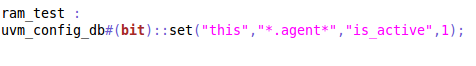 ram_test :
uvm_config_db#(bit)::set("this","*.agent*","is_active",1);